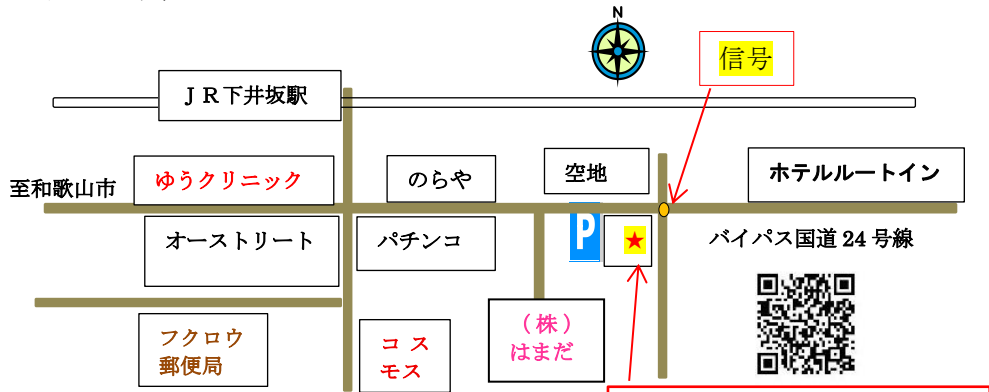 N
信号
ＪＲ下井坂駅
ゆうクリニック
のらや
空地
ホテルルートイン
至和歌山市
オーストリート
パチンコ
P
バイパス国道 24 号線
フクロウ
郵便局
コ ス
モス
（株）
はまだ